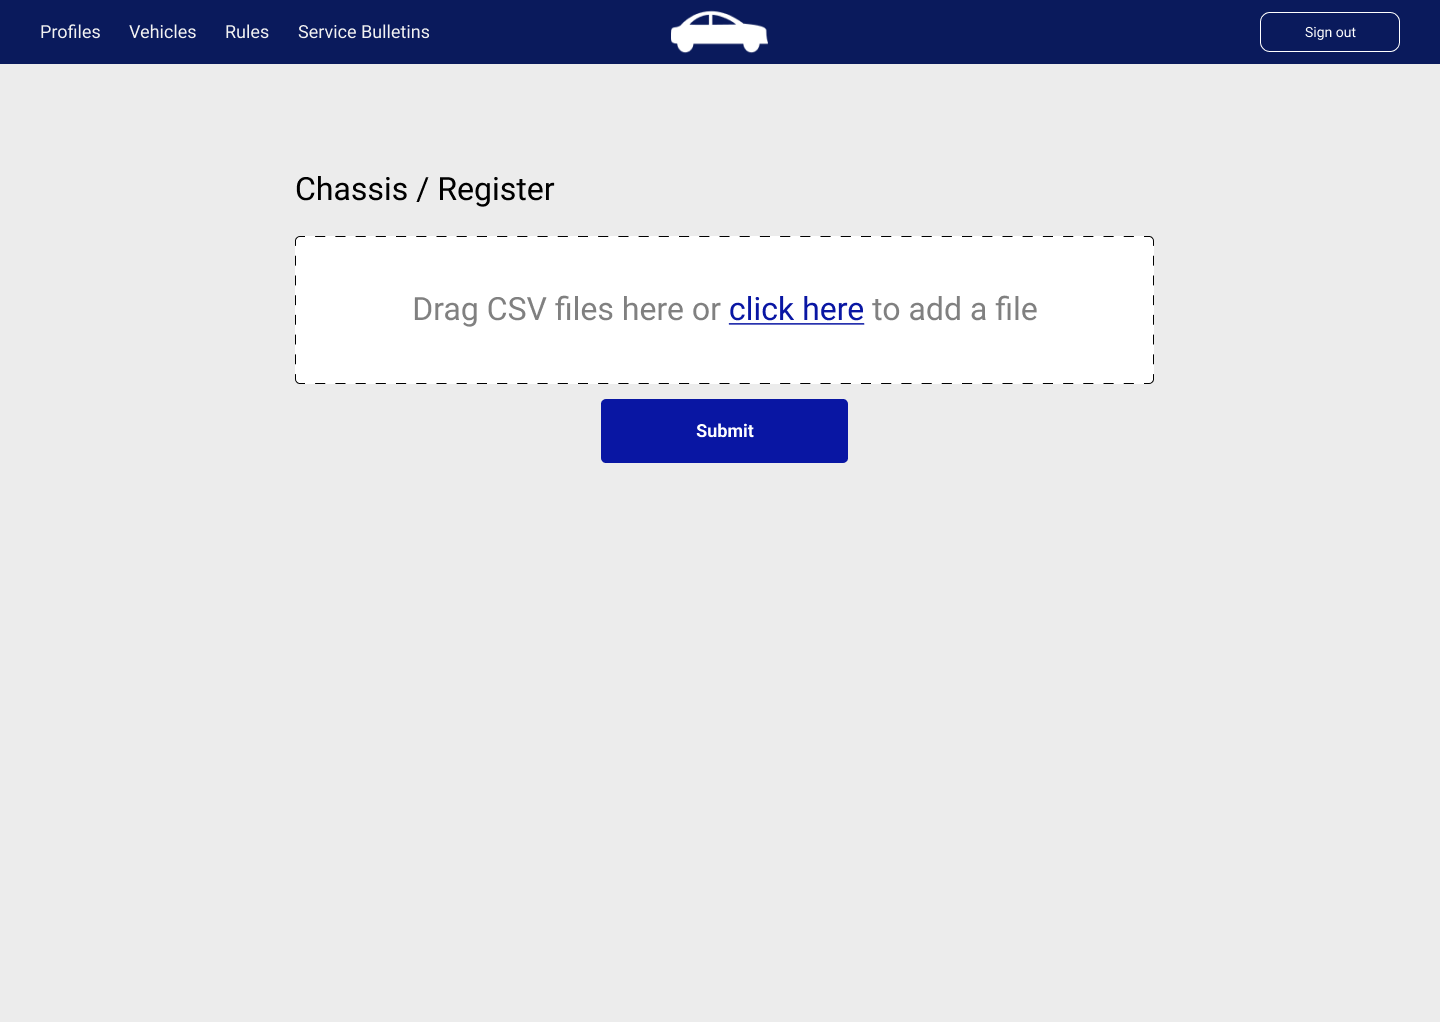 Profiles Vehicles Rules Service Bulletins Sign out
Chassis / Register
Drag CSV files here or click here to add a file
Submit